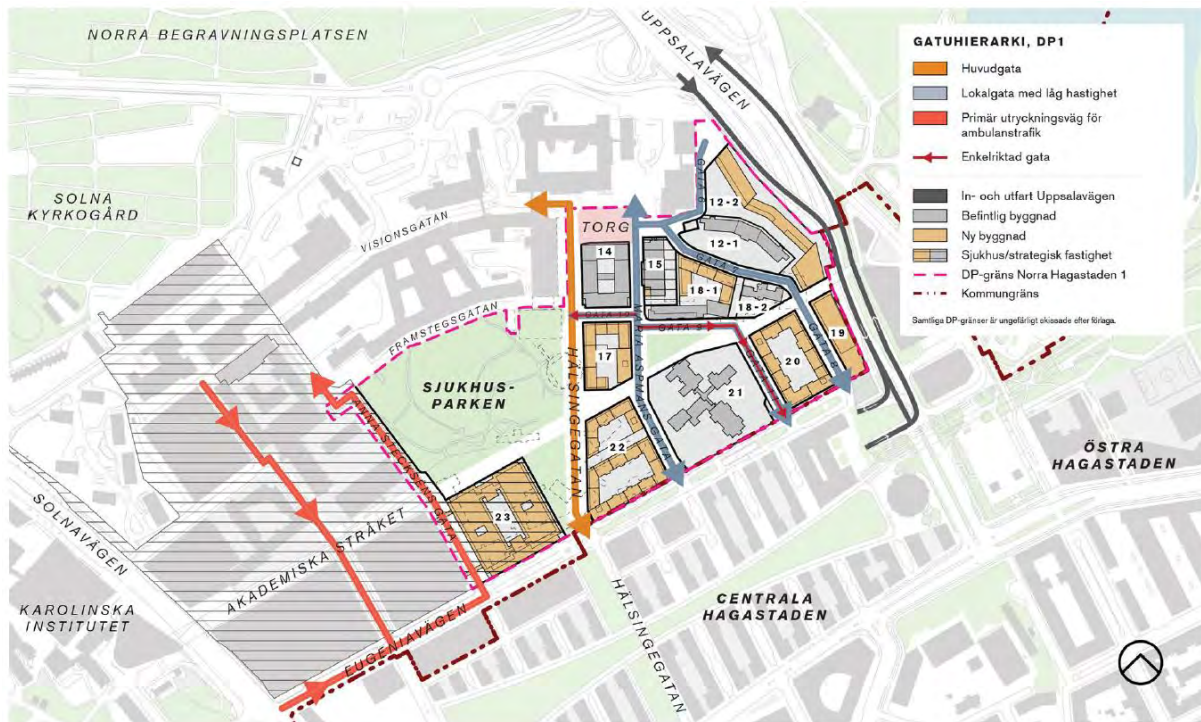 NORRA BEGRAVNINGSPLATSEN
UPPSALAVÄGEN
GATUHIERARKI, DP1
Huvudgata
Lokalgata med låg hastighet
Primär utryckningsväg för
ambulanstrafik
Enkelriktad gata
In- och utfart Uppsalavägen
Befintlig byggnad
Ny byggnad
Sjukhus/strategisk fastighet
DP-gräns Norra Hagastaden 1
Kommungräns
Samtliga DP-gränser är ungefärligt skissade efter förlaga.
SOLNA
KYRKOGÅRD
VISIONSGATAN
TORG
12-2
12-1
14
15
18-1
18-2
GATA 10
GATA 9
19
FRAMSTEGSGATAN
SJUKHUS-
PARKEN
HÄLSINGEGATAN
MARIA ASPMANS GATA
17
20
21
22
23
ANNA STECKSÉNS GATA
ÖSTRA
HAGASTADEN
SOLNAVÄGEN
AKADEMISKA STRÅKET
KAROLINSKA
INSTITUTET
EUGENIAVÄGEN
HÄLSINGEGATAN
CENTRALA
HAGASTADEN